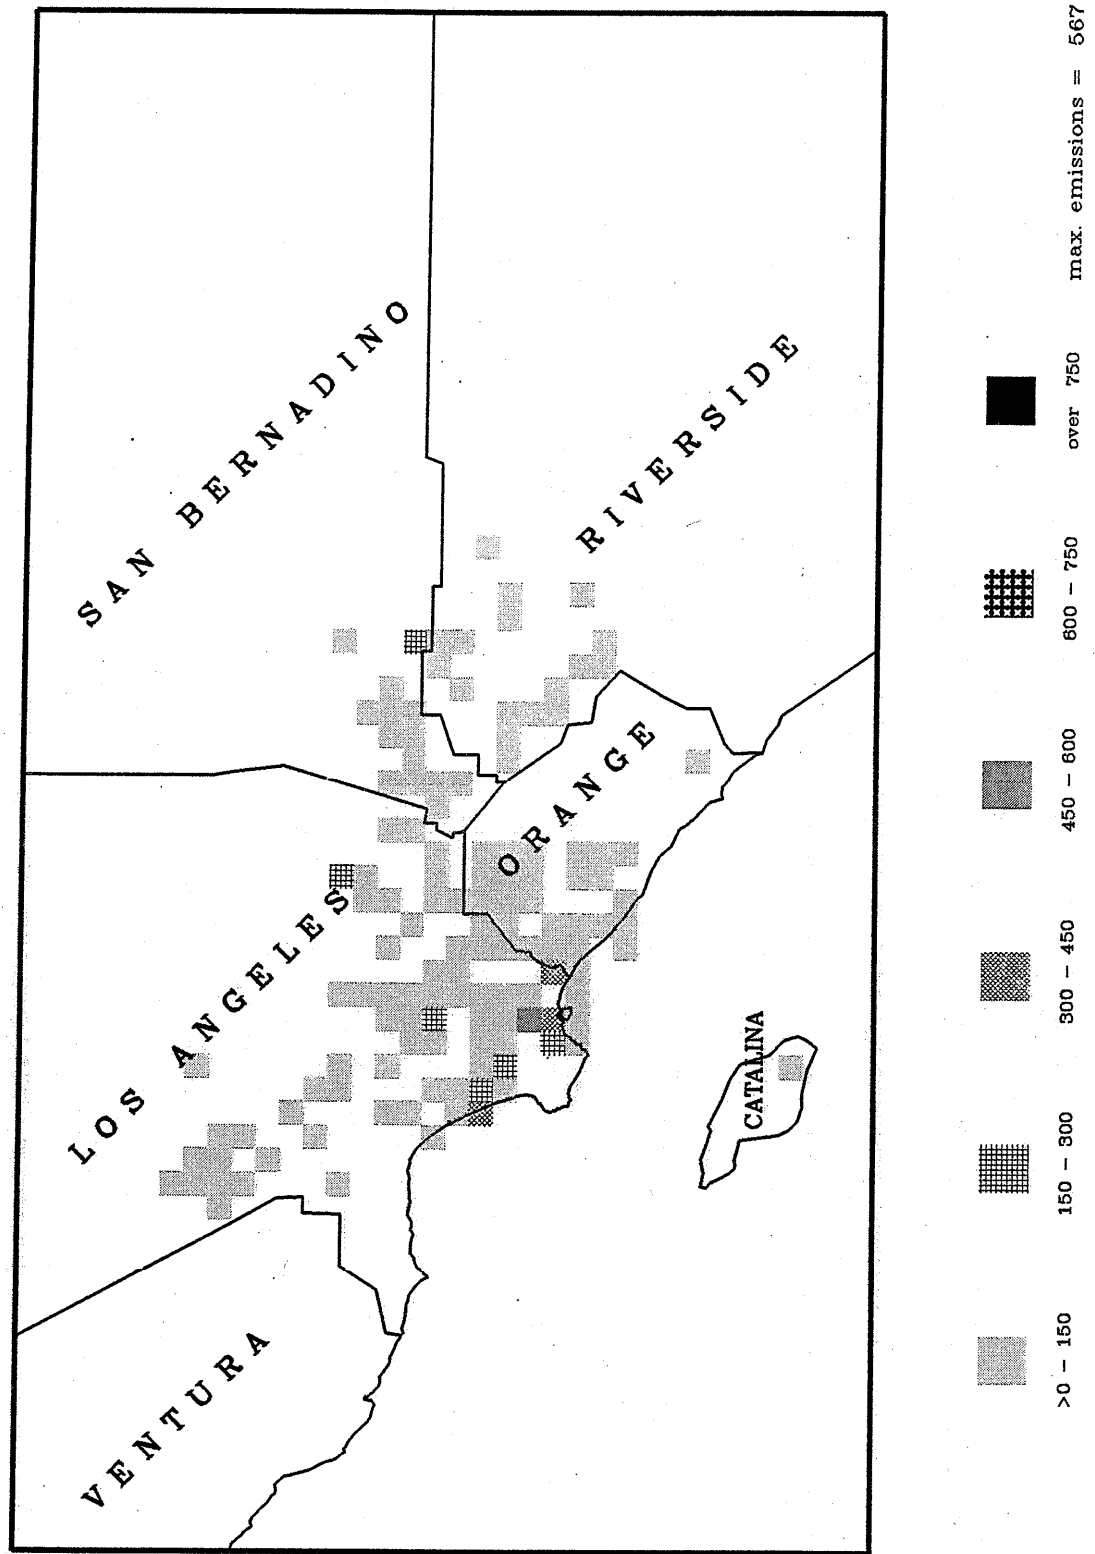 SAN BERNADINO
LOS ANGELES
VENTURA
RIVERSIDE
ORANGE
CATALINA
>0 - 150
150 - 300
300 - 450
450 - 600
600 - 750
over 750
max. emissions = 567